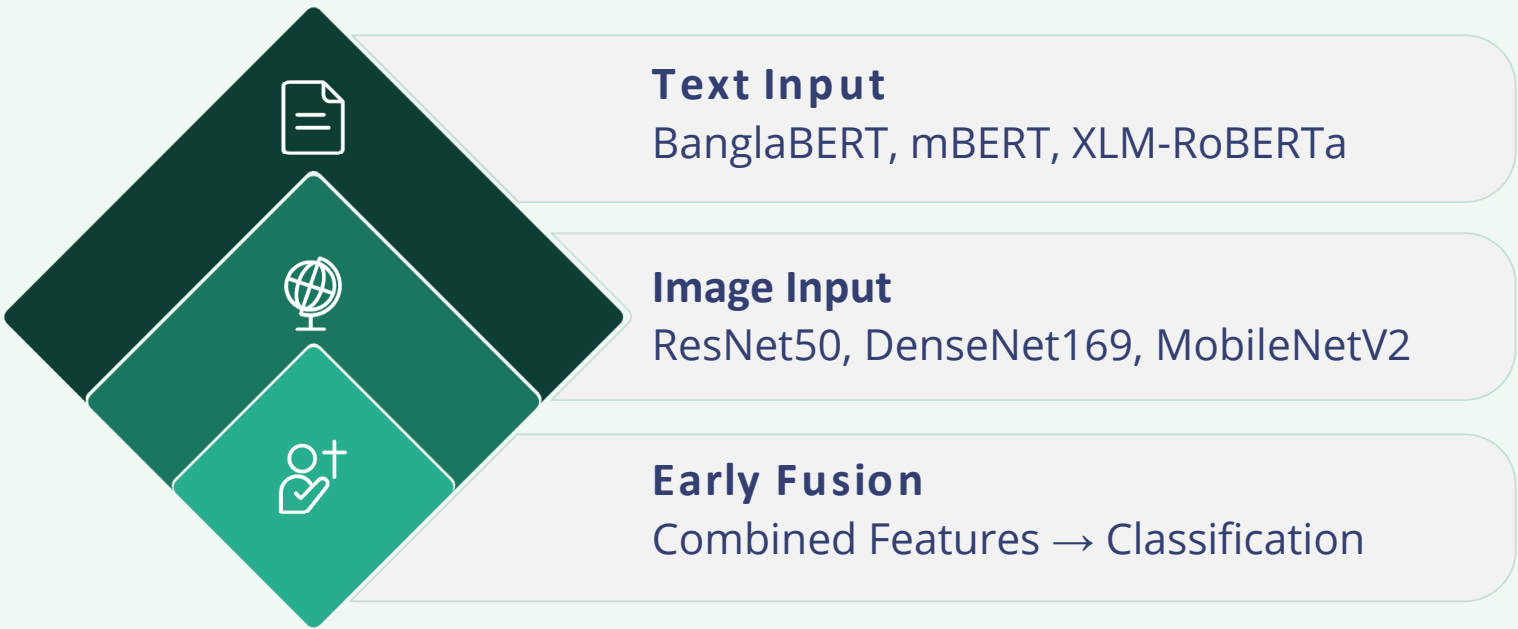 Text Input
BanglaBERT, mBERT, XLM-RoBERTa
Image Input
ResNet50, DenseNet169, MobileNetV2
Early Fusion
Combined Features → Classification